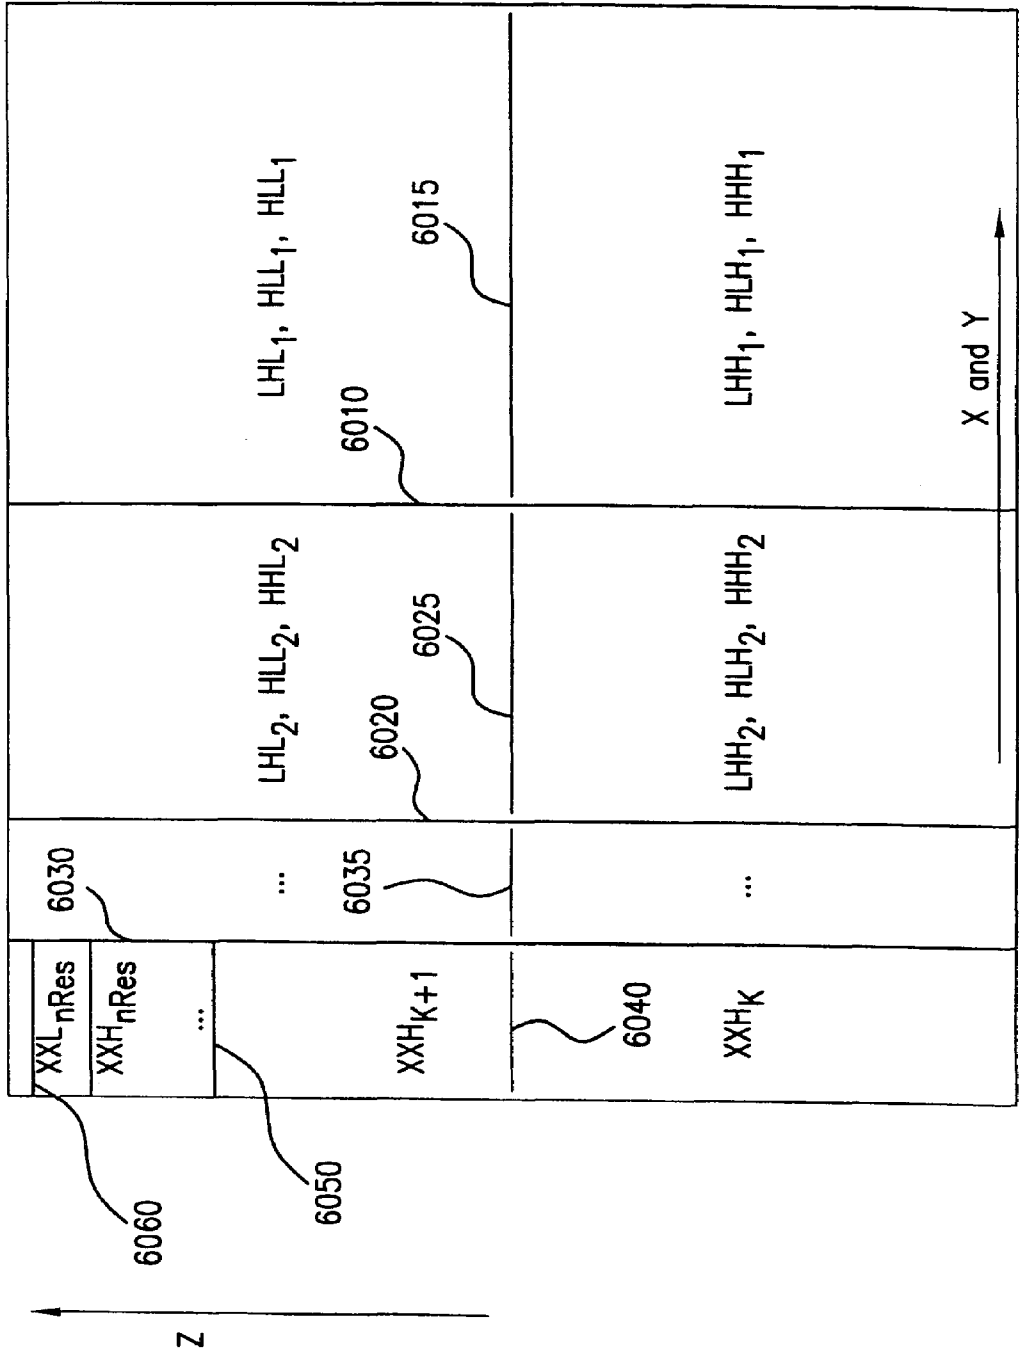 LHL1, HLL1, HLL1
6015
6010
LHH1, HLH1, HHH1
X and Y
LHL2, HLL2, HHL2
6025
6020
LHH2, HLH2, HHH2
6030
...
6035
...
XXLnRes
XXHnRes
...
XXHK+1
6040
XXHK
6050
6060
Z